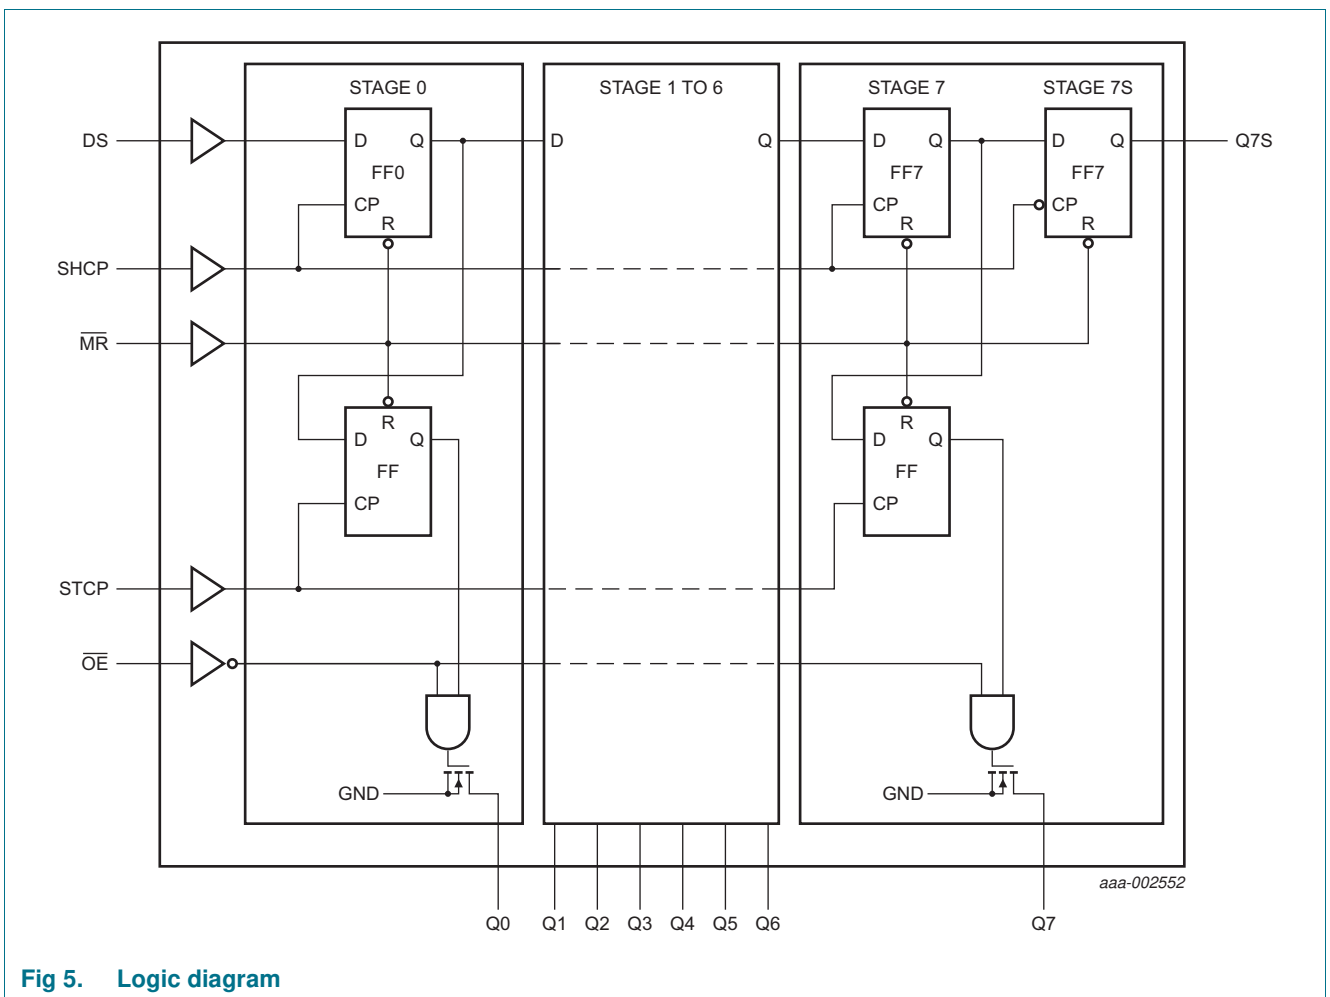 STAGE 0
STAGE 1 TO 6
STAGE 7
STAGE 7S
DS
D
Q
D
Q
D
Q
D
Q
Q7S
FF0
FF7
FF7
CP
CP
CP
R
R
R
SHCP
MR
R
R
D
Q
D
Q
FF
FF
CP
CP
STCP
OE
GND
GND
aaa-002552
Q0
Q1
Q2
Q3
Q4
Q5
Q6
Q7
Fig 5. Logic diagram